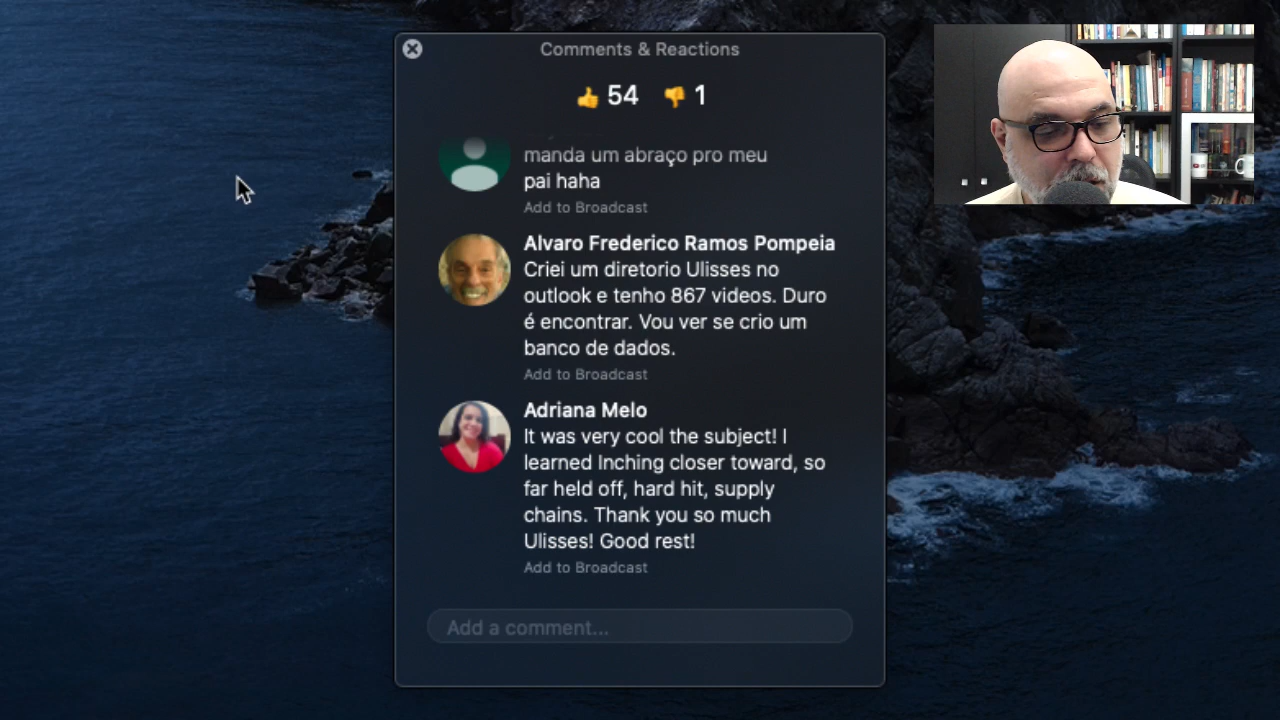 Comments & Reactions
👍 54 👎 1
manda um abraço pro meu
pai haha
Add to Broadcast
Alvaro Frederico Ramos Pompeia
Criei um diretorio Ulisses no
outlook e tenho 867 videos. Duro
é encontrar. Vou ver se crio um
banco de dados.
Add to Broadcast
Adriana Melo
It was very cool the subject! I
learned Inching closer toward, so
far held off, hard hit, supply
chains. Thank you so much
Ulisses! Good rest!
Add to Broadcast
Add a comment...